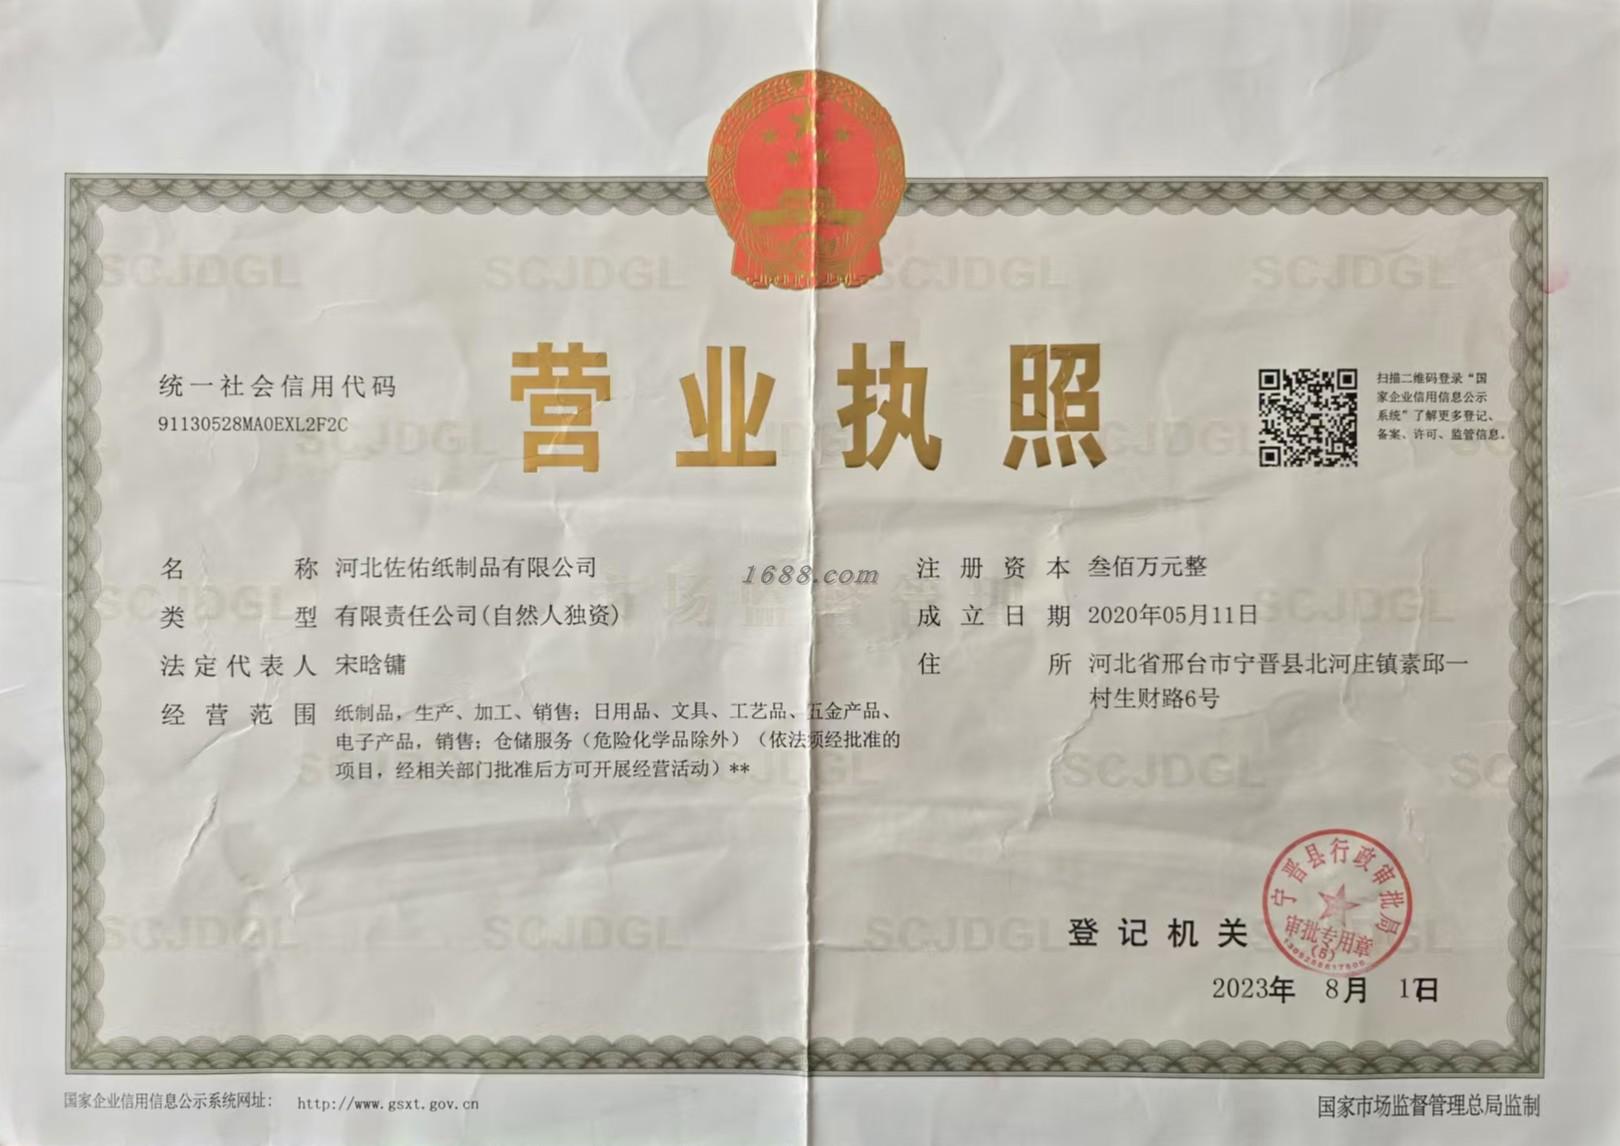 营业执照
统一社会信用代码
91130528MA0EXL2F2C
扫描二维码登录“国
家企业信用信息公示
系统”了解更多登记、
备案、许可、监管信息。
名 称 河北佐佑纸制品有限公司
类 型 有限责任公司(自然人独资)
法定代表人 宋晗镛
经营范围 纸制品，生产、加工、销售；日用品、文具、工艺品、五金产品、
电子产品，销售；仓储服务（危险化学品除外）（依法须经批准的
项目，经相关部门批准后方可开展经营活动）**
1688.com
注册资本 叁佰万元整
成立日期 2020年05月11日
住 所 河北省邢台市宁晋县北河庄镇素邱一
村生财路6号
登记机关
宁晋县行政审批局
审批专用章
(5)
2023年 8月 17日
国家企业信用信息公示系统网址： http://www.gsxt.gov.cn
国家市场监督管理总局监制
SCJDGL
市场监督管理